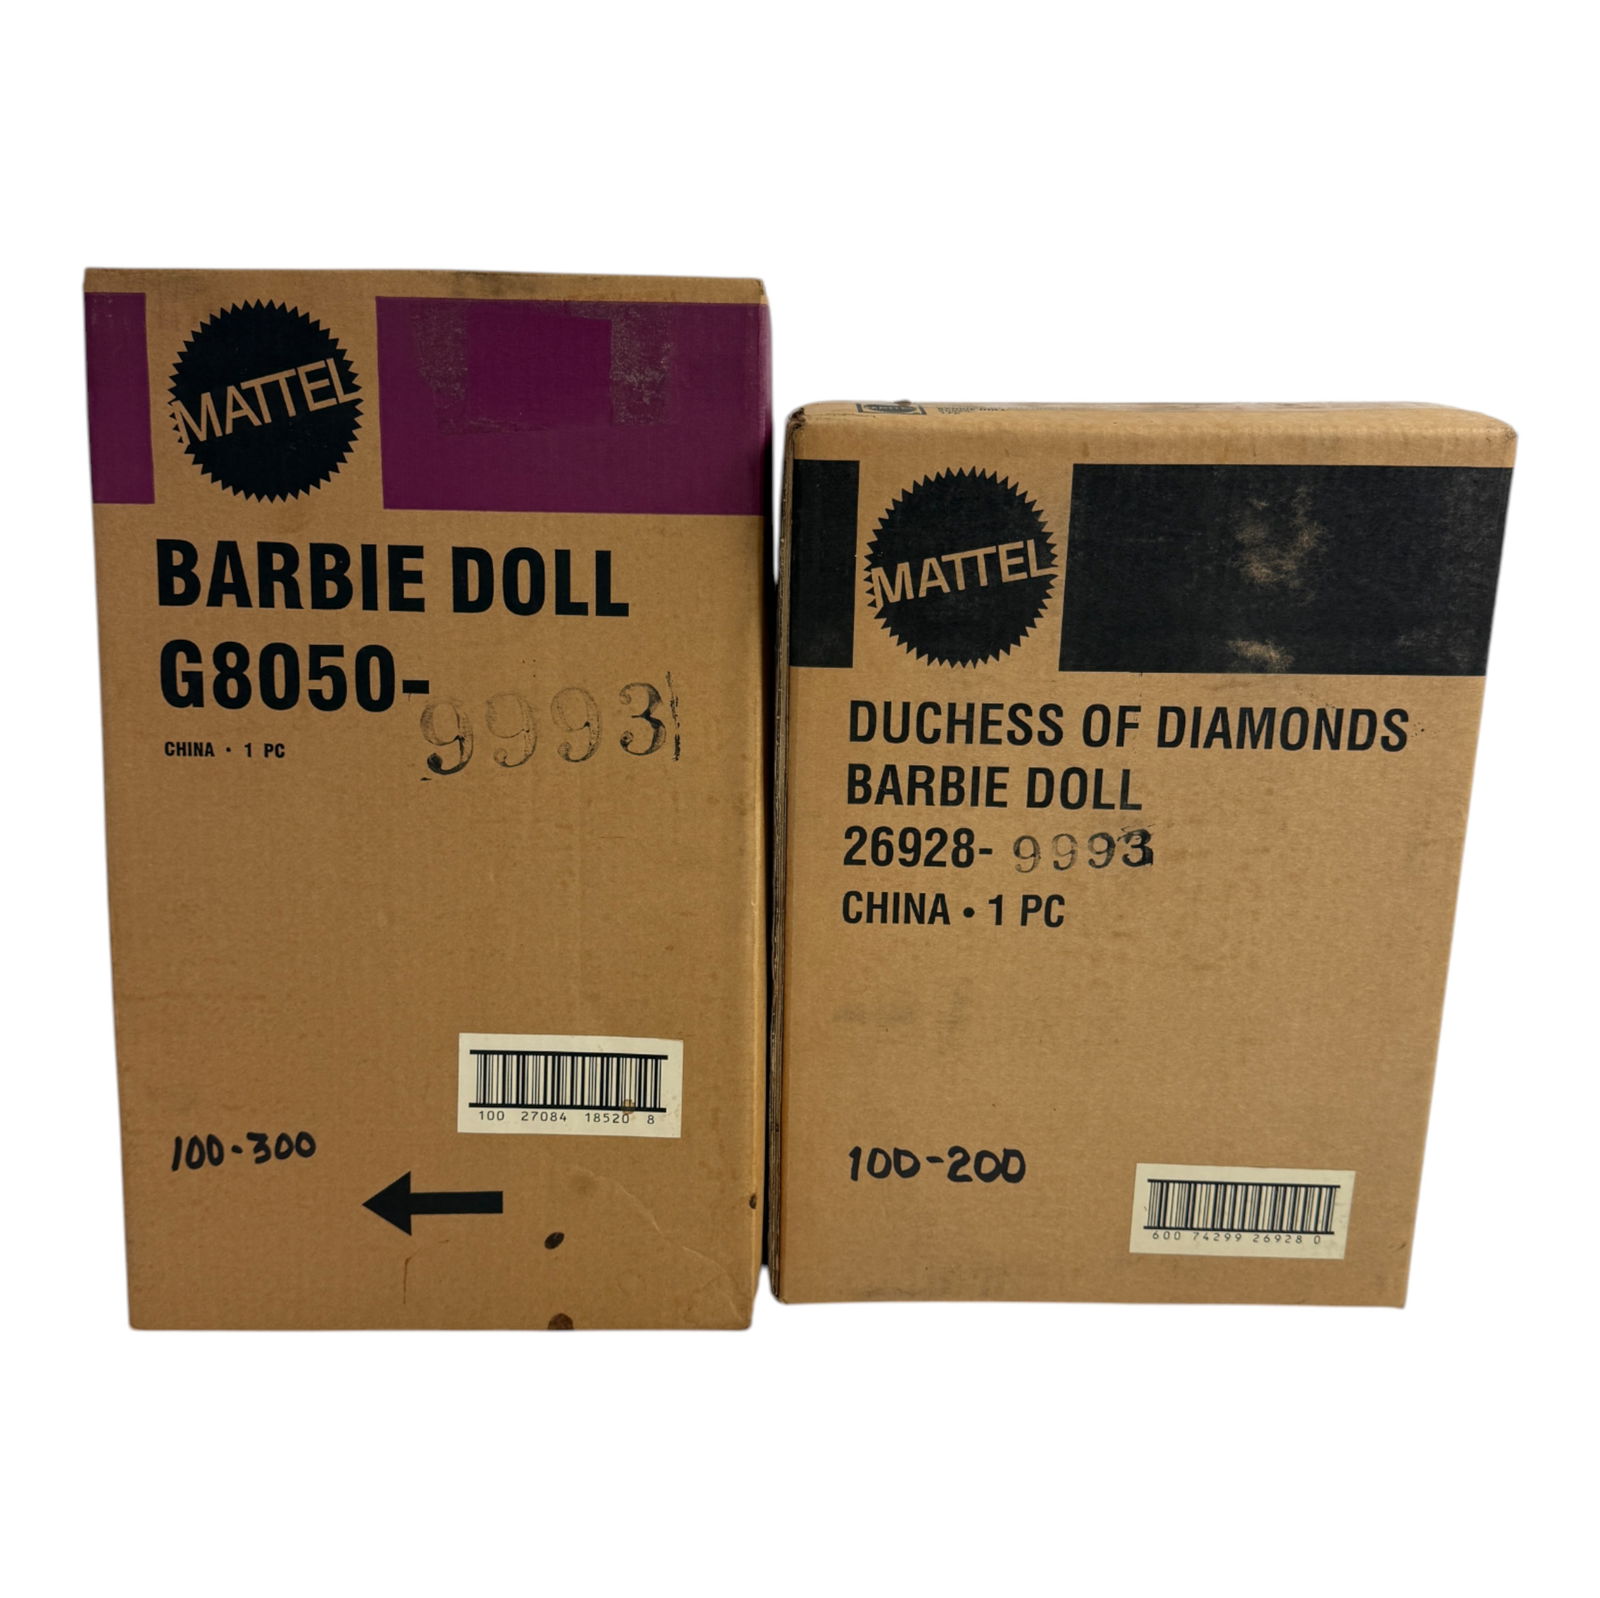 MATTEL
BARBIE DOLL
G8050-9993
CHINA • 1 PC
100 27084 18520 8
100-300
MATTEL
DUCHESS OF DIAMONDS
BARBIE DOLL
26928-9993
CHINA • 1 PC
100-200
600 74299 26928 0